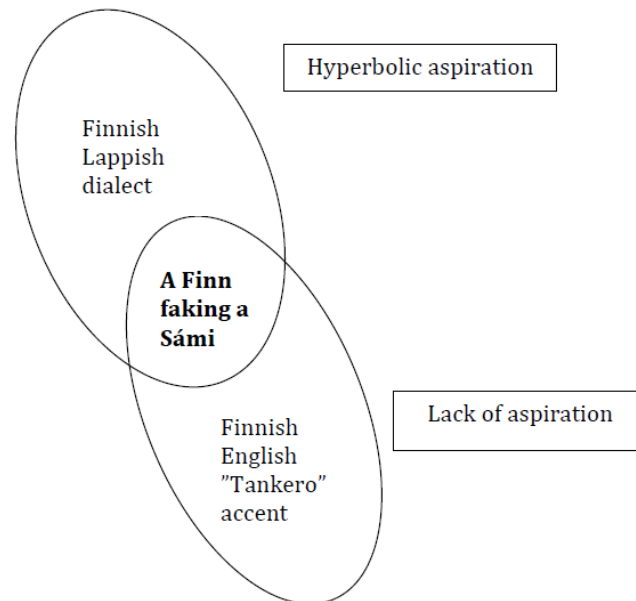 Hyperbolic aspiration
Finnish
Lappish
dialect
A Finn
faking a
Sámi
Lack of aspiration
Finnish
English
”Tankero”
accent